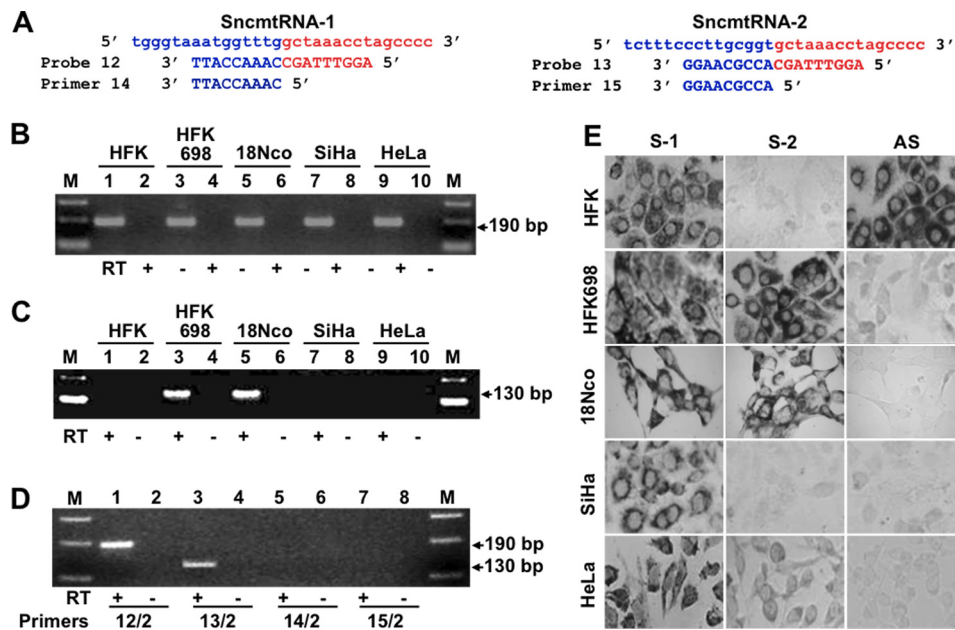 A
SncmtRNA-1
5’ tgggtaaatggtttggctaaacctagcccc 3’
Probe 12 3’ TTACCAAACCGATTTGGA 5’
Primer 14 3’ TTACCAAAC 5’
SncmtRNA-2
5’ tctttcccttgcggtgctaaacctagcccc 3’
Probe 13 3’ GGAACGCCACGATTTGGA 5’
Primer 15 3’ GGAACGCCA 5’
B
HFK HFK 698 18Nco SiHa HeLa
M 1 2 3 4 5 6 7 8 9 10 M
190 bp
RT + - + - + - + - + -
C
HFK HFK 698 18Nco SiHa HeLa
M 1 2 3 4 5 6 7 8 9 10 M
130 bp
RT + - + - + - + - + -
D
M 1 2 3 4 5 6 7 8 M
190 bp
130 bp
RT + - + - + - + -
Primers 12/2 13/2 14/2 15/2
E
S-1 S-2 AS
HFK
HFK698
18Nco
SiHa
HeLa